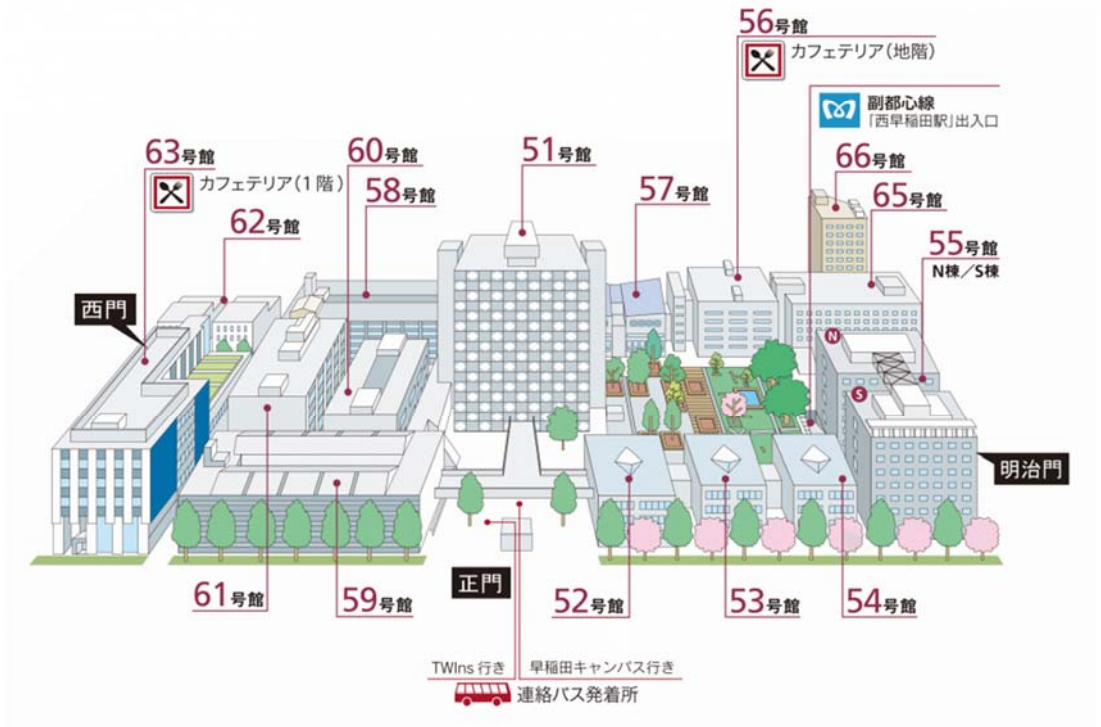 56号館
カフェテリア(地階)
副都心線
「西早稲田駅」出入口
63号館
カフェテリア(1階)
60号館
58号館
51号館
57号館
66号館
65号館
62号館
55号館
N棟/S棟
西門
N
S
明治門
61号館
59号館
正門
52号館
53号館
54号館
TWIns 行き
早稲田キャンパス行き
連絡バス発着所